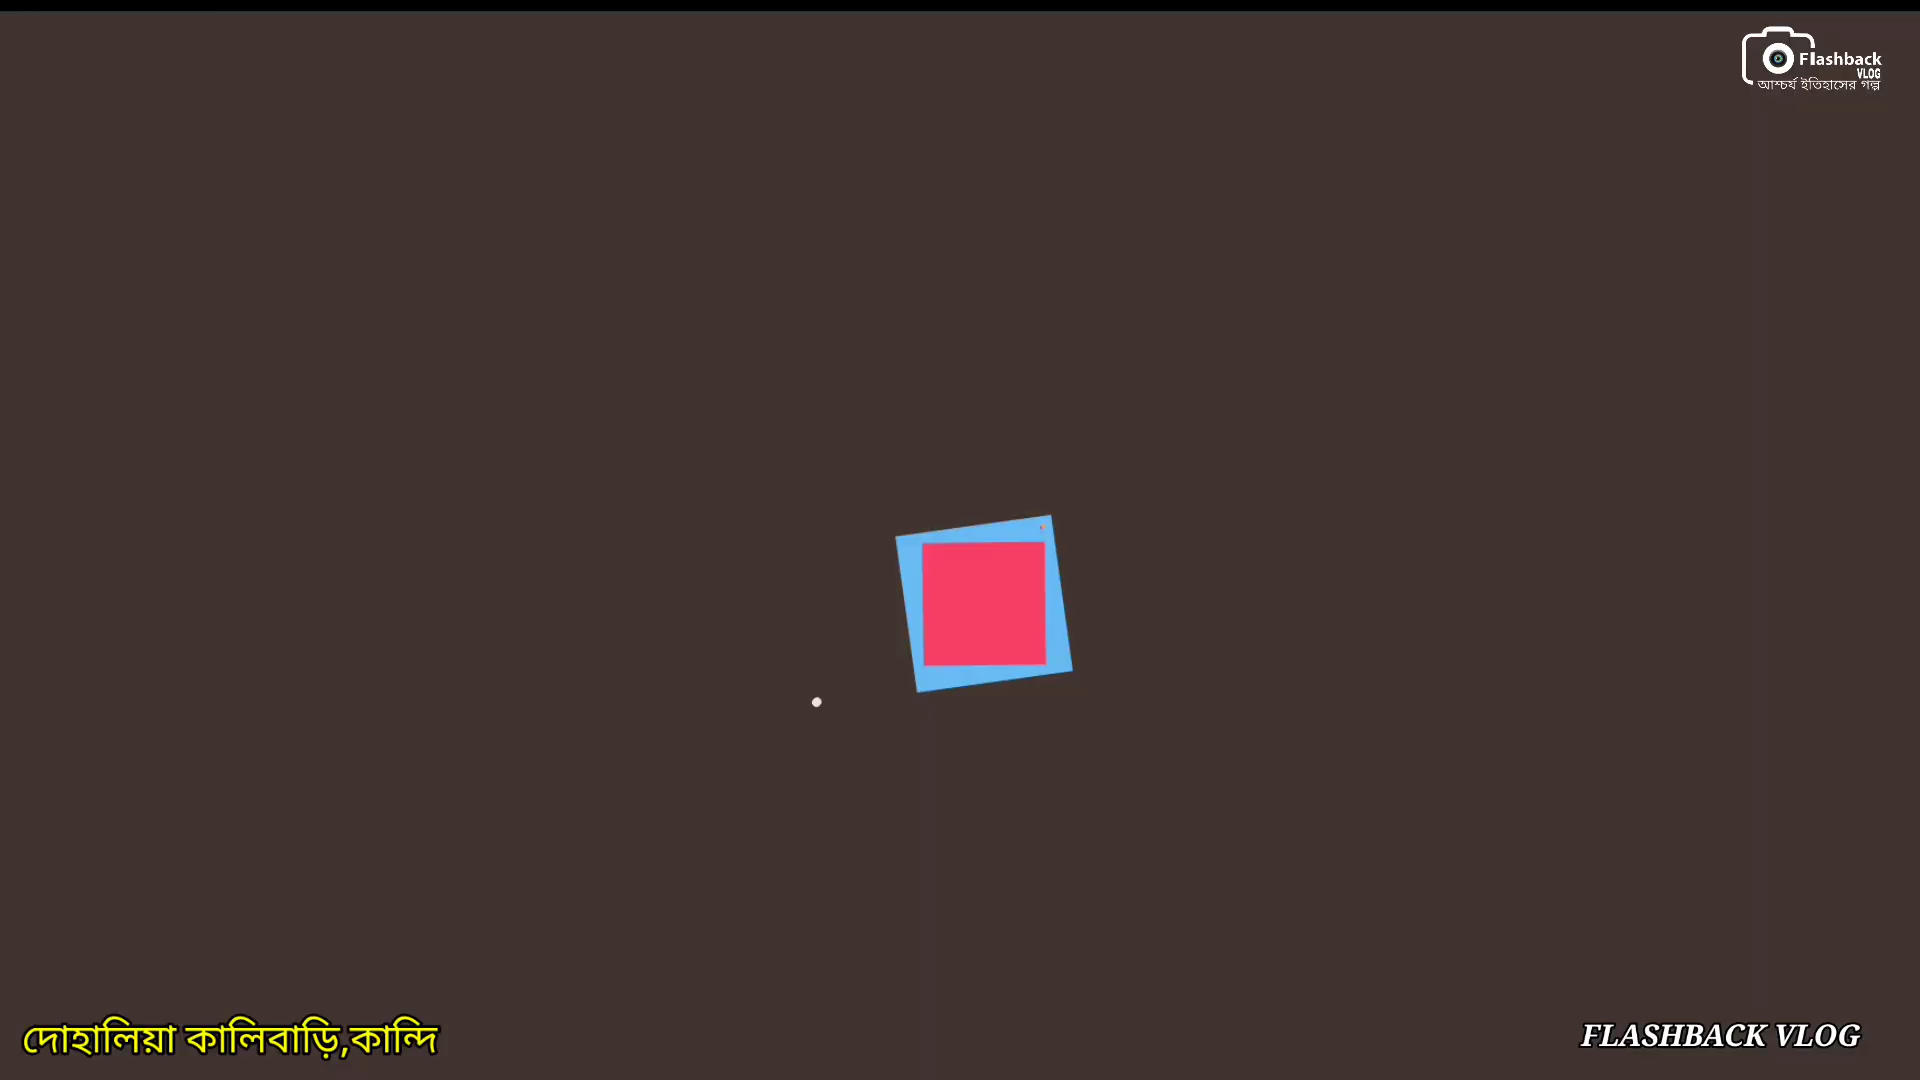 Flashback
VLOG
আশ্চর্য ইতিহাসের গল্প
দোহালিয়া কালিবাড়ি,কান্দি
FLASHBACK VLOG